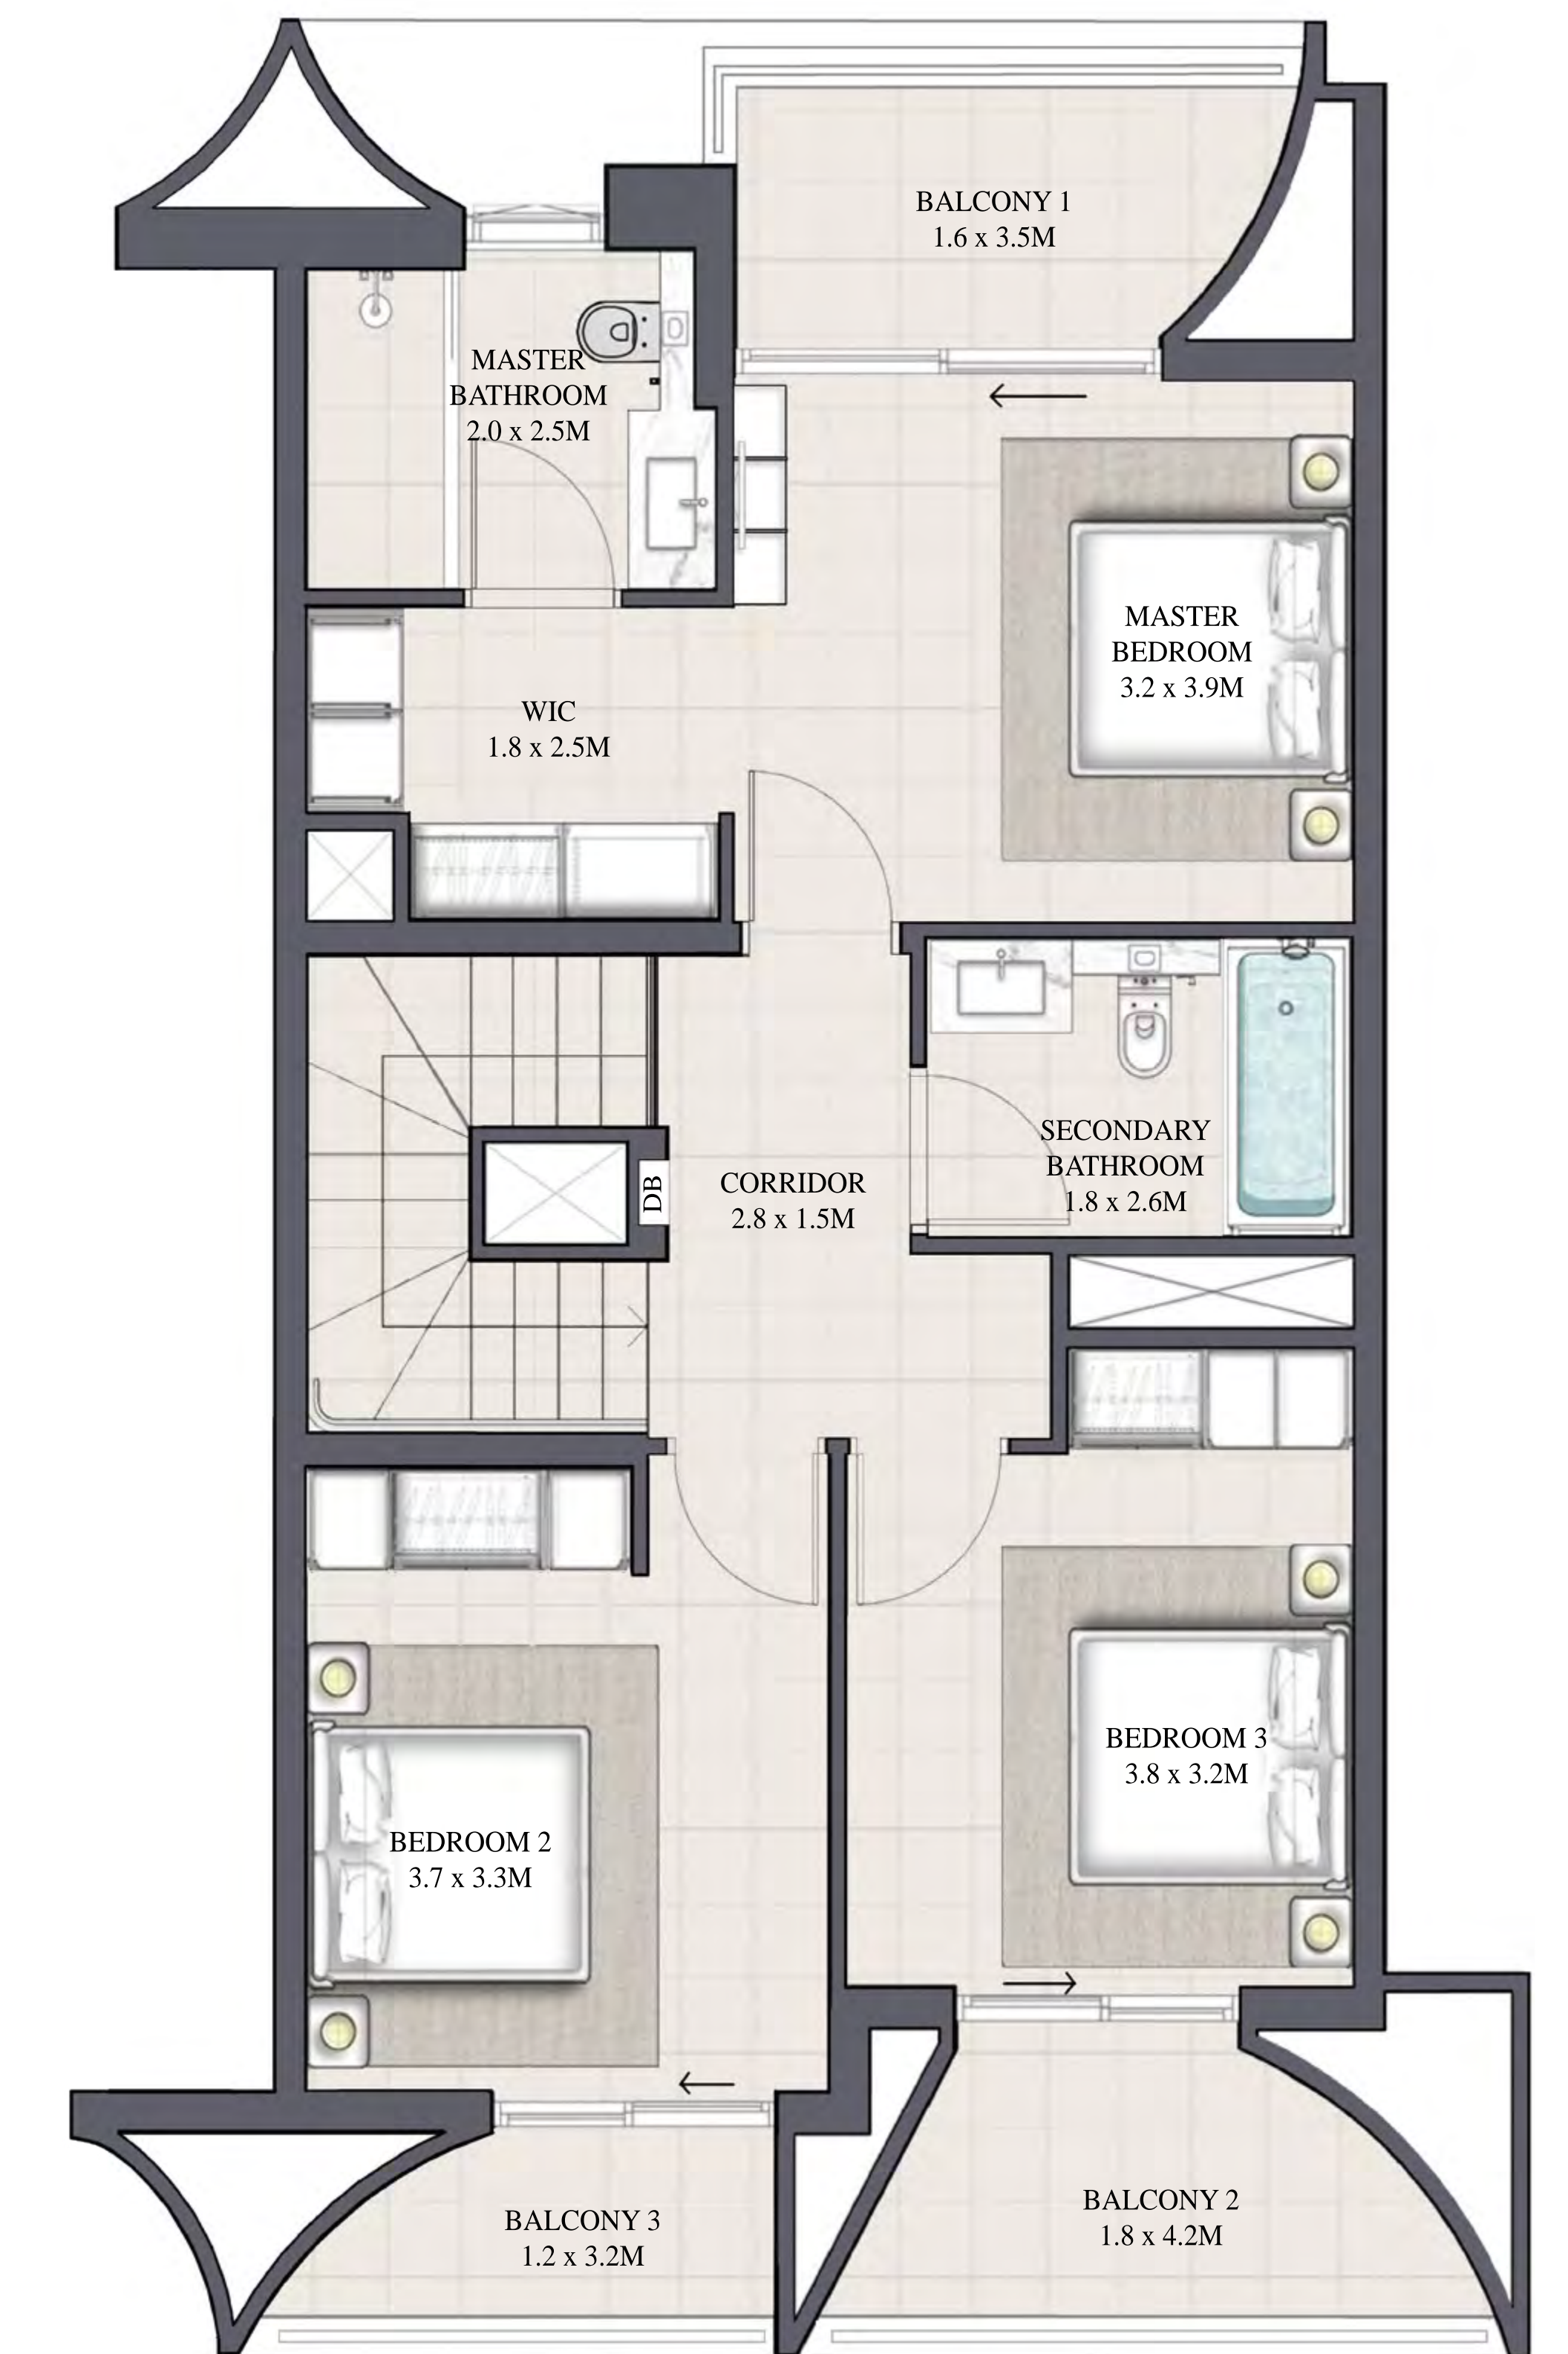 BALCONY 1
1.6 x 3.5M
MASTER
BATHROOM
2.0 x 2.5M
MASTER
BEDROOM
3.2 x 3.9M
WIC
1.8 x 2.5M
SECONDARY
BATHROOM
1.8 x 2.6M
DB
CORRIDOR
2.8 x 1.5M
BEDROOM 3
3.8 x 3.2M
BEDROOM 2
3.7 x 3.3M
BALCONY 2
1.8 x 4.2M
BALCONY 3
1.2 x 3.2M